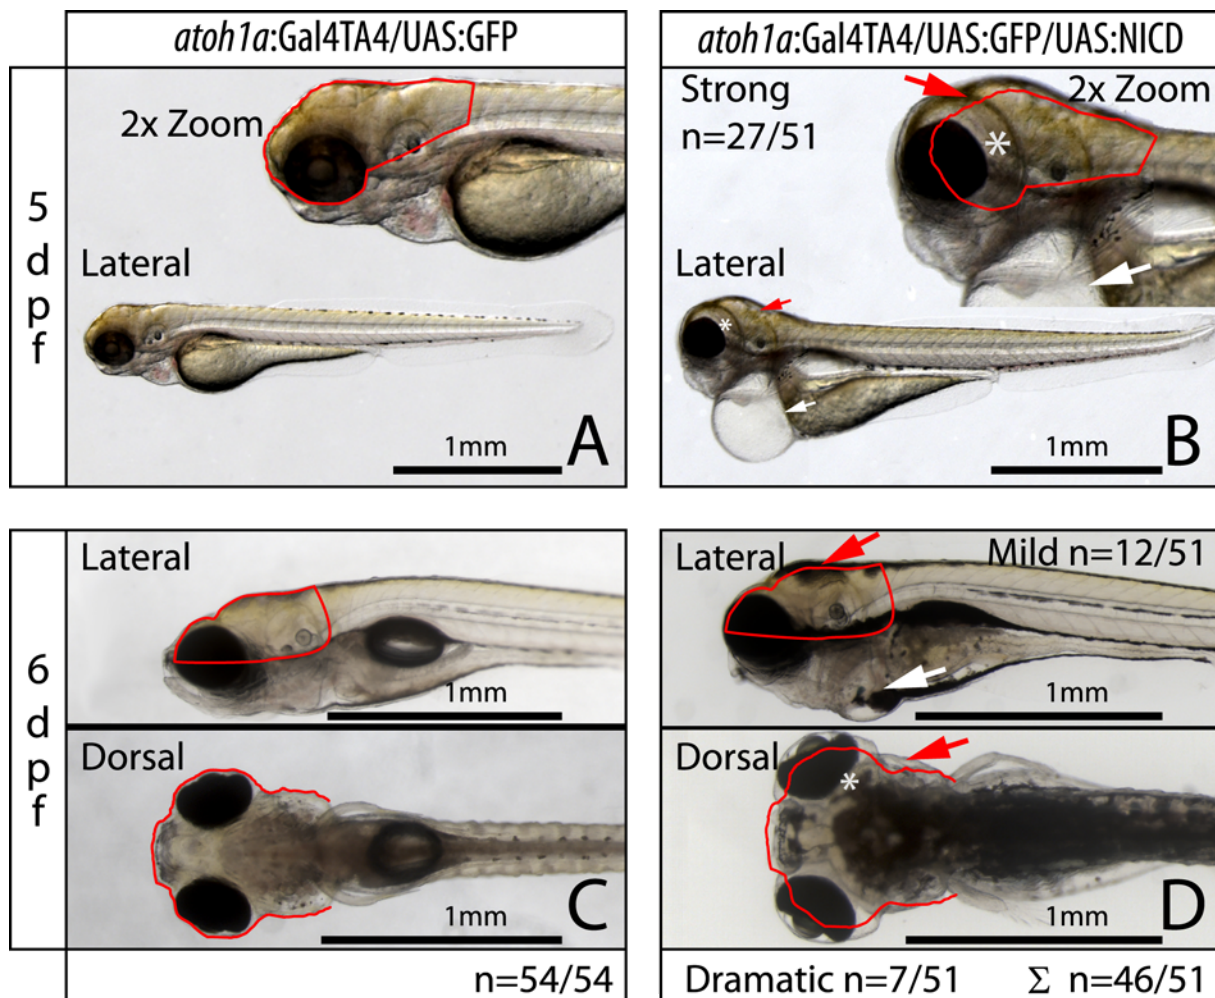 atoh1a:Gal4TA4/UAS:GFP
atoh1a:Gal4TA4/UAS:GFP/UAS:NICD
5
d
p
f
2x Zoom
Lateral
1mm
A
Strong
n=27/51
2x Zoom
*
Lateral
*
1mm
B
6
d
p
f
Lateral
1mm
Dorsal
1mm
C
n=54/54
Lateral
Mild n=12/51
1mm
Dorsal
*
1mm
D
Dramatic n=7/51 Σ n=46/51